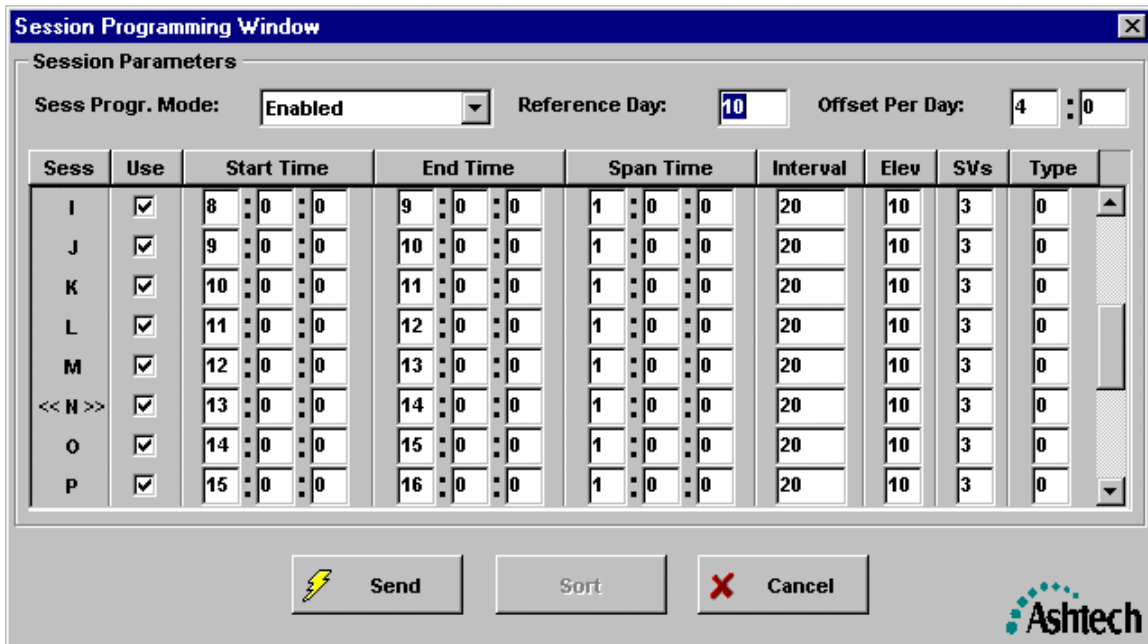 Session Programming Window
Session Parameters
Sess Progr. Mode: Enabled Reference Day: 10 Offset Per Day: 4 : 0
Sess Use Start Time End Time Span Time Interval Elev SVs Type
I 8 : 0 : 0 9 : 0 : 0 1 : 0 : 0 20 10 3 0
J 9 : 0 : 0 10 : 0 : 0 1 : 0 : 0 20 10 3 0
K 10 : 0 : 0 11 : 0 : 0 1 : 0 : 0 20 10 3 0
L 11 : 0 : 0 12 : 0 : 0 1 : 0 : 0 20 10 3 0
M 12 : 0 : 0 13 : 0 : 0 1 : 0 : 0 20 10 3 0
<< N >> 13 : 0 : 0 14 : 0 : 0 1 : 0 : 0 20 10 3 0
O 14 : 0 : 0 15 : 0 : 0 1 : 0 : 0 20 10 3 0
P 15 : 0 : 0 16 : 0 : 0 1 : 0 : 0 20 10 3 0
Send Sort Cancel
Ashtech